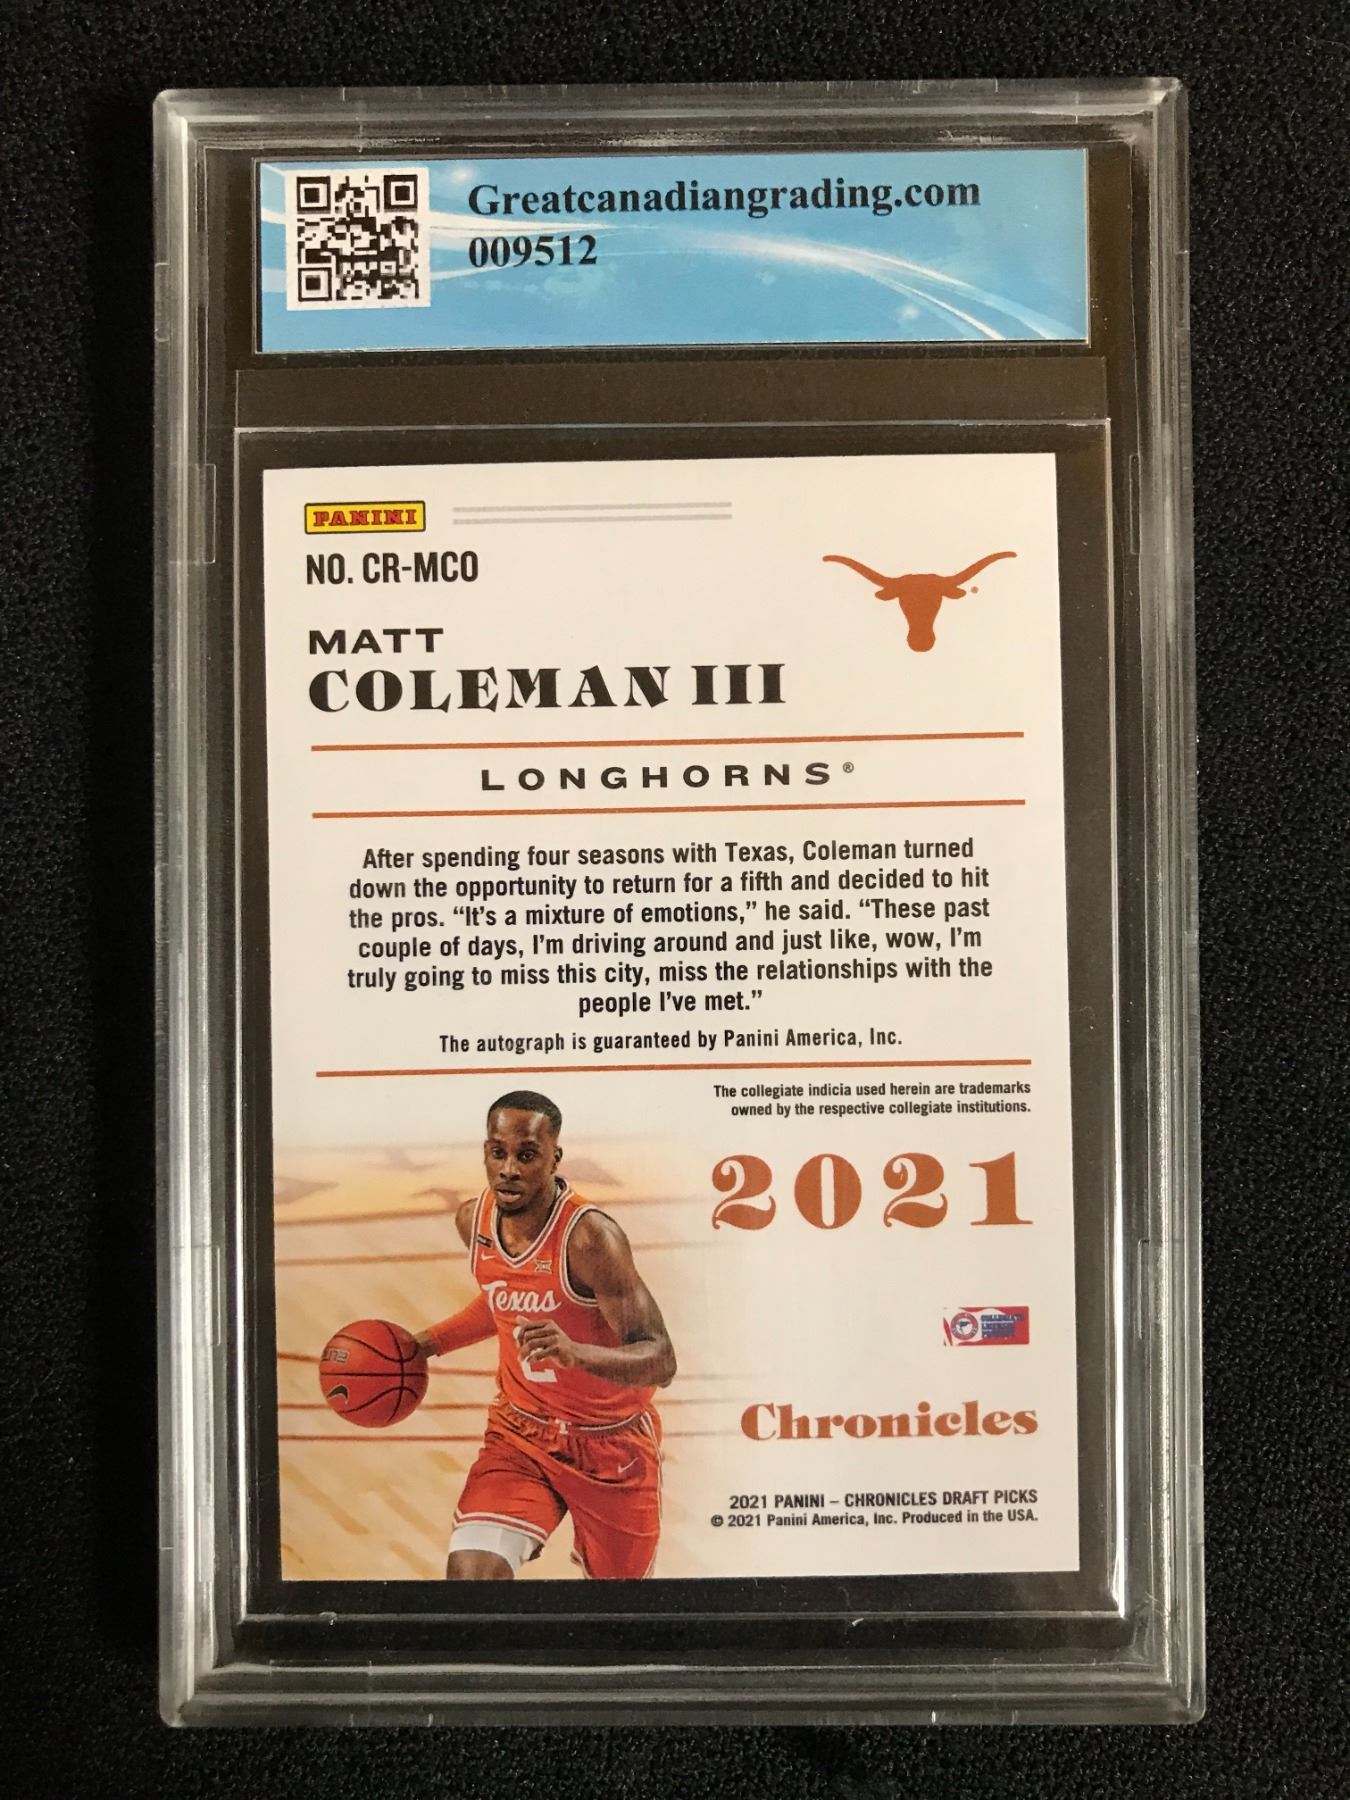 Greatcanadiangrading.com
009512
PANINI
NO. CR-MCO
MATT
COLEMAN III
LONGHORNS®
After spending four seasons with Texas, Coleman turned
down the opportunity to return for a fifth and decided to hit
the pros. “It’s a mixture of emotions,” he said. “These past
couple of days, I’m driving around and just like, wow, I’m
truly going to miss this city, miss the relationships with the
people I’ve met.”
The autograph is guaranteed by Panini America, Inc.
The collegiate indicia used herein are trademarks
owned by the respective collegiate institutions.
2021
Texas
2
Chronicles
2021 PANINI – CHRONICLES DRAFT PICKS
© 2021 Panini America, Inc. Produced in the USA.